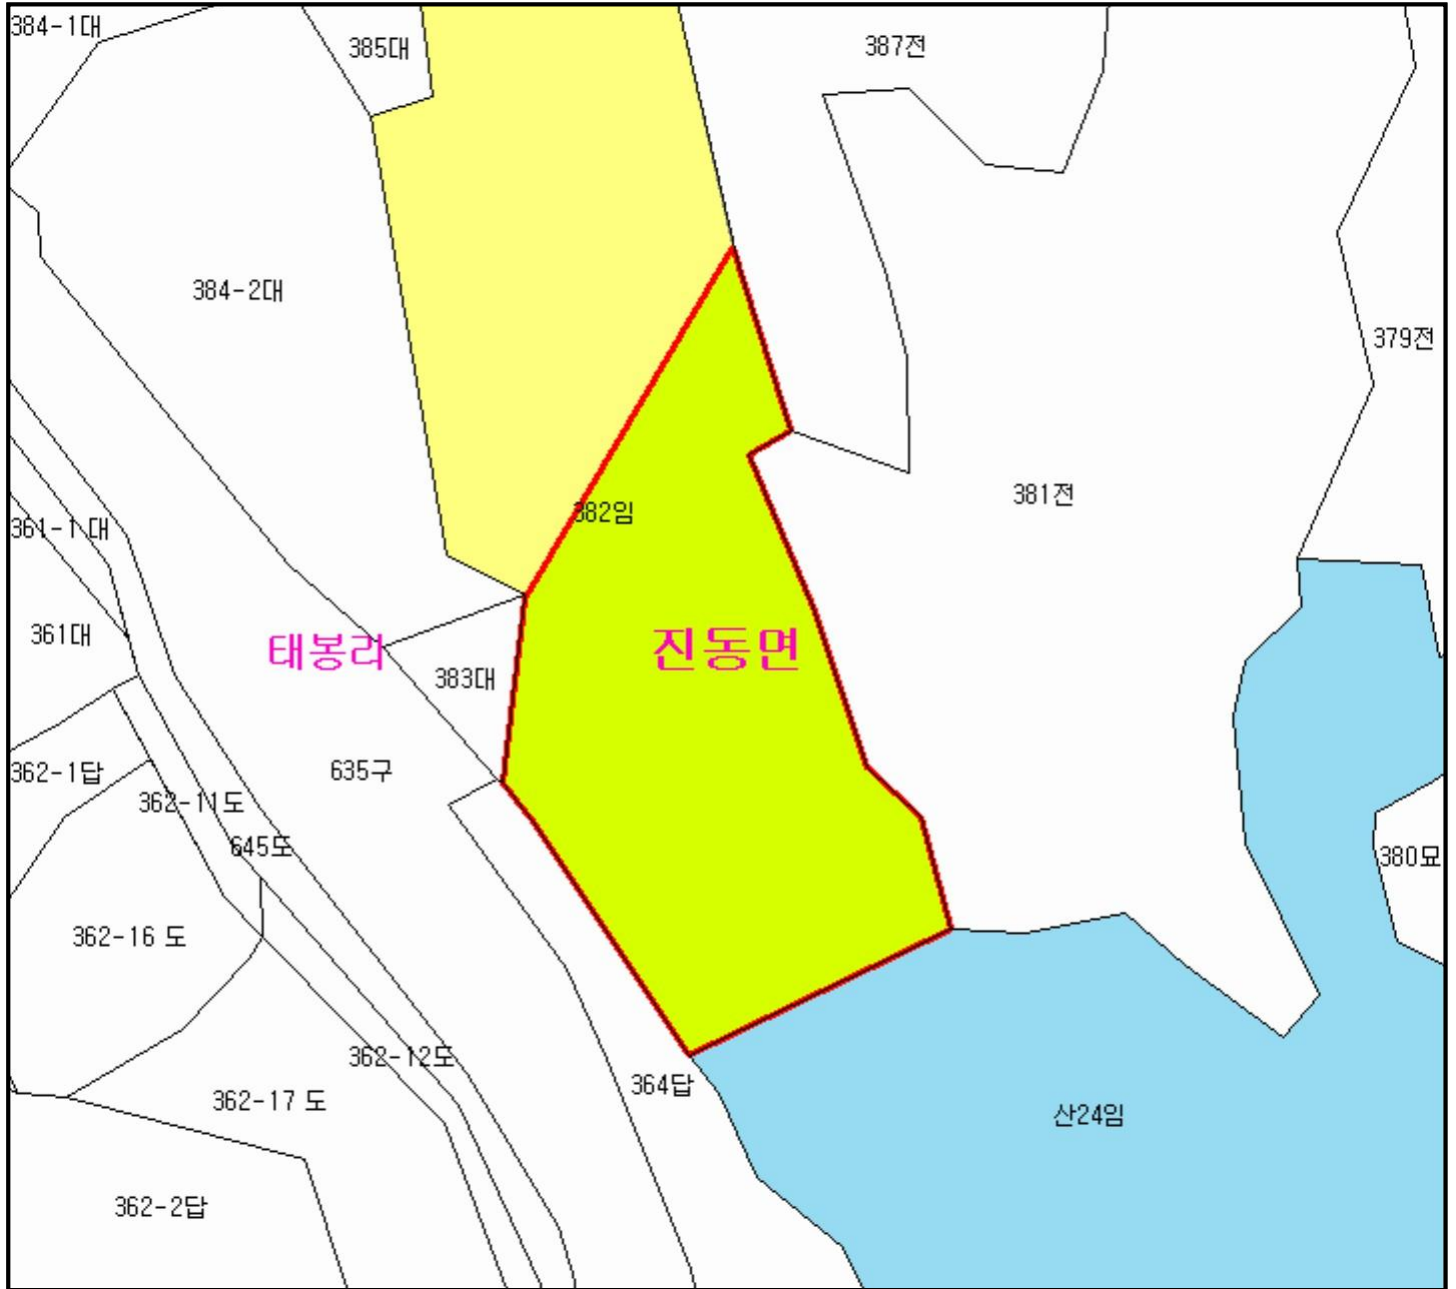 384-1대
385대
387전
384-2대
379전
381전
382임
361-1 대
361대
태봉리
진동면
383대
362-1답
635구
362-11도
645도
380묘
362-16 도
362-12도
364답
362-17 도
산24임
362-2답